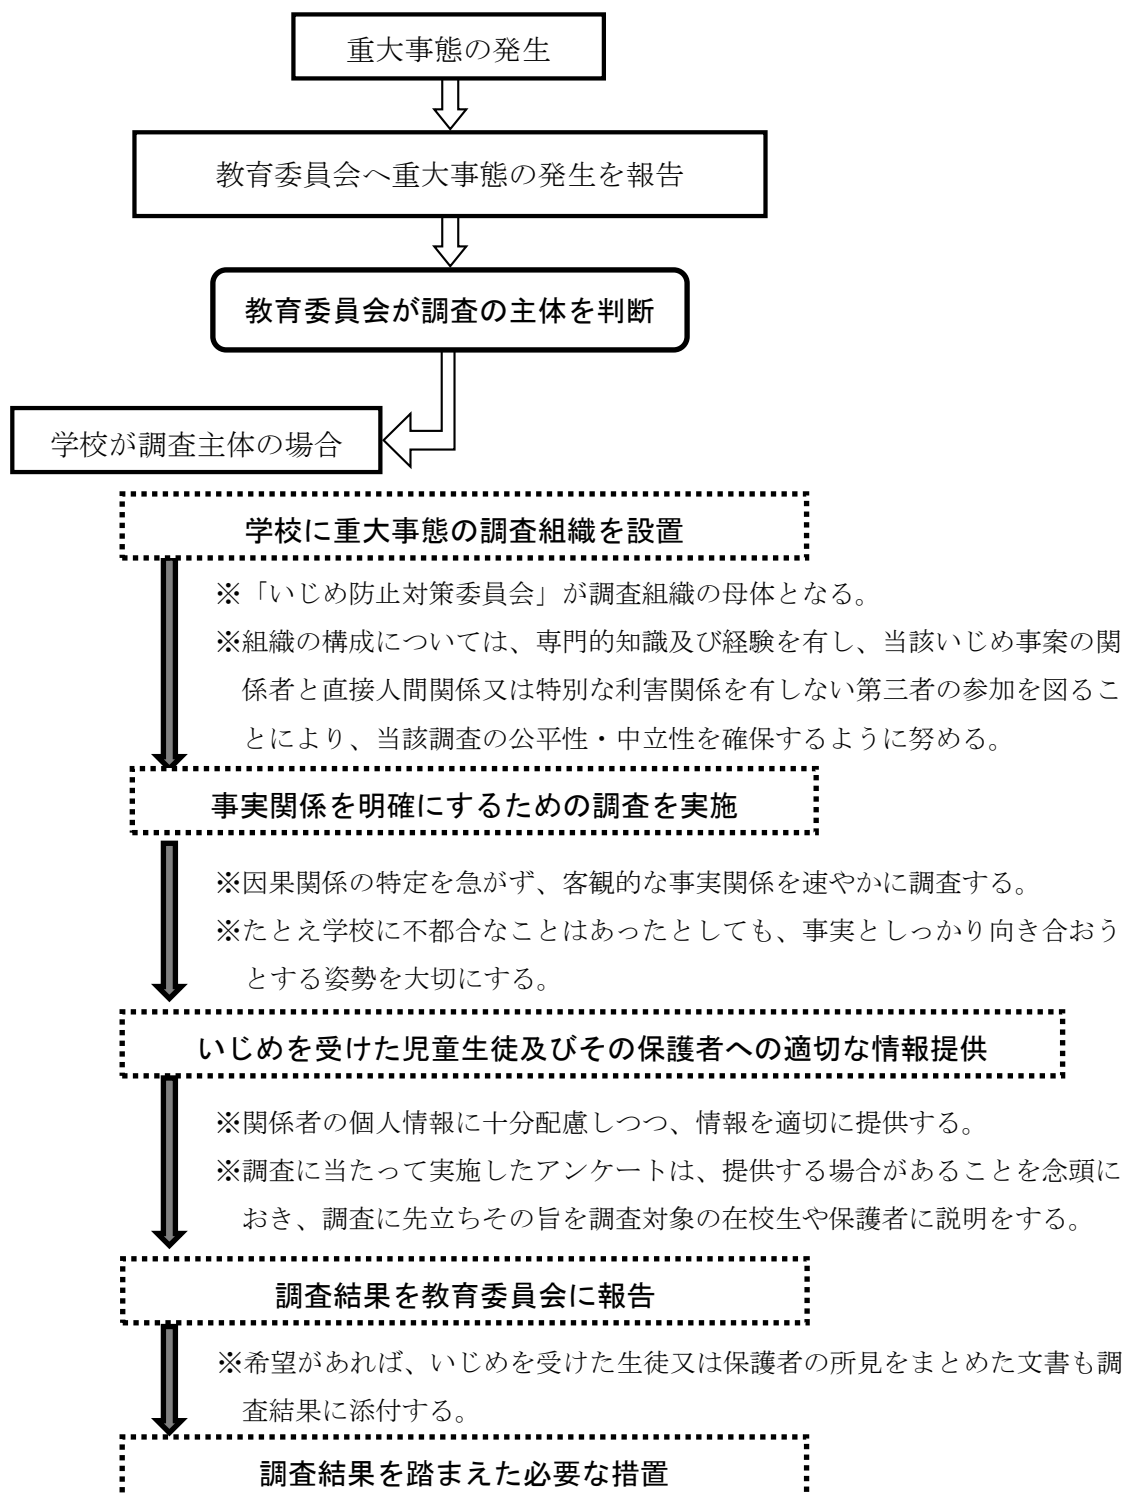 重大事態の発生
教育委員会へ重大事態の発生を報告
教育委員会が調査の主体を判断
学校が調査主体の場合
学校に重大事態の調査組織を設置
※「いじめ防止対策委員会」が調査組織の母体となる。
※組織の構成については、専門的知識及び経験を有し、当該いじめ事案の関
係者と直接人間関係又は特別な利害関係を有しない第三者の参加を図るこ
とにより、当該調査の公平性・中立性を確保するように努める。
事実関係を明確にするための調査を実施
※因果関係の特定を急がず、客観的な事実関係を速やかに調査する。
※たとえ学校に不都合なことはあったとしても、事実としっかり向き合おう
とする姿勢を大切にする。
いじめを受けた児童生徒及びその保護者への適切な情報提供
※関係者の個人情報に十分配慮しつつ、情報を適切に提供する。
※調査に当たって実施したアンケートは、提供する場合があることを念頭に
おき、調査に先立ちその旨を調査対象の在校生や保護者に説明をする。
調査結果を教育委員会に報告
※希望があれば、いじめを受けた生徒又は保護者の所見をまとめた文書も調
査結果に添付する。
調査結果を踏まえた必要な措置